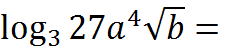 log₃ 27a⁴√b =